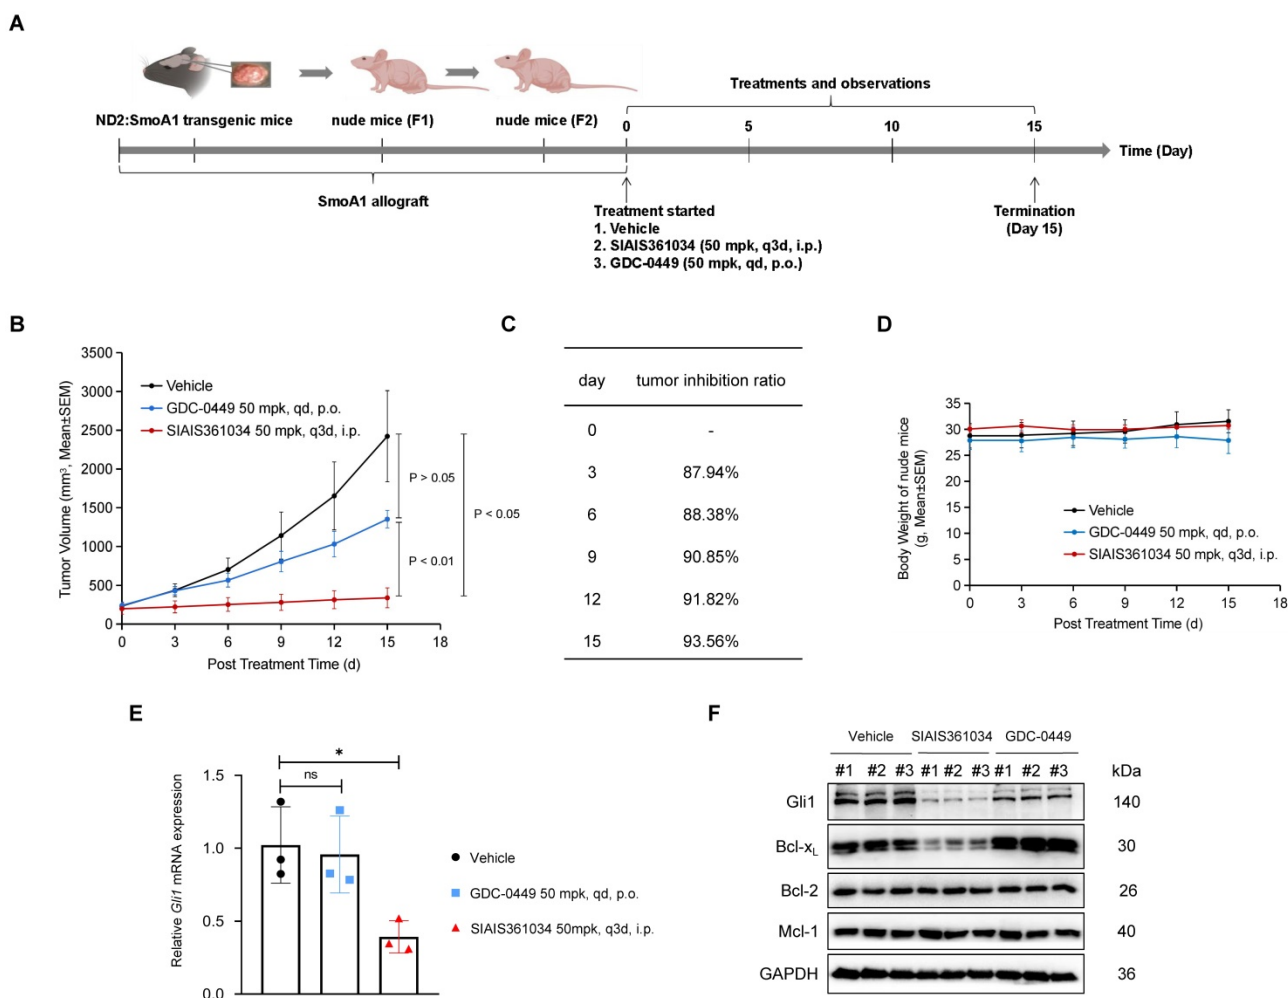 A
ND2:SmoA1 transgenic mice
nude mice (F1)
nude mice (F2)
Treatments and observations
0
5
10
15
Time (Day)
SmoA1 allograft
Treatment started
1. Vehicle
2. SIAIS361034 (50 mpk, q3d, i.p.)
3. GDC-0449 (50 mpk, qd, p.o.)
Termination
(Day 15)
B
Tumor Volume (mm³, Mean±SEM)
3500
3000
2500
2000
1500
1000
500
0
Vehicle
GDC-0449 50 mpk, qd, p.o.
SIAIS361034 50 mpk, q3d, i.p.
P > 0.05
P < 0.01
P < 0.05
0 3 6 9 12 15 18
Post Treatment Time (d)
C
day tumor inhibition ratio
0 -
3 87.94%
6 88.38%
9 90.85%
12 91.82%
15 93.56%
D
Body Weight of nude mice
(g, Mean±SEM)
35
30
25
20
15
10
5
0
Vehicle
GDC-0449 50 mpk, qd, p.o.
SIAIS361034 50 mpk, q3d, i.p.
0 3 6 9 12 15 18
Post Treatment Time (d)
E
Relative Gli1 mRNA expression
1.5
1.0
0.5
0.0
*
ns
Vehicle
GDC-0449 50 mpk, qd, p.o.
SIAIS361034 50mpk, q3d, i.p.
F
Vehicle SIAIS361034 GDC-0449
#1 #2 #3 #1 #2 #3 #1 #2 #3 kDa
Gli1 140
Bcl-xL 30
Bcl-2 26
Mcl-1 40
GAPDH 36